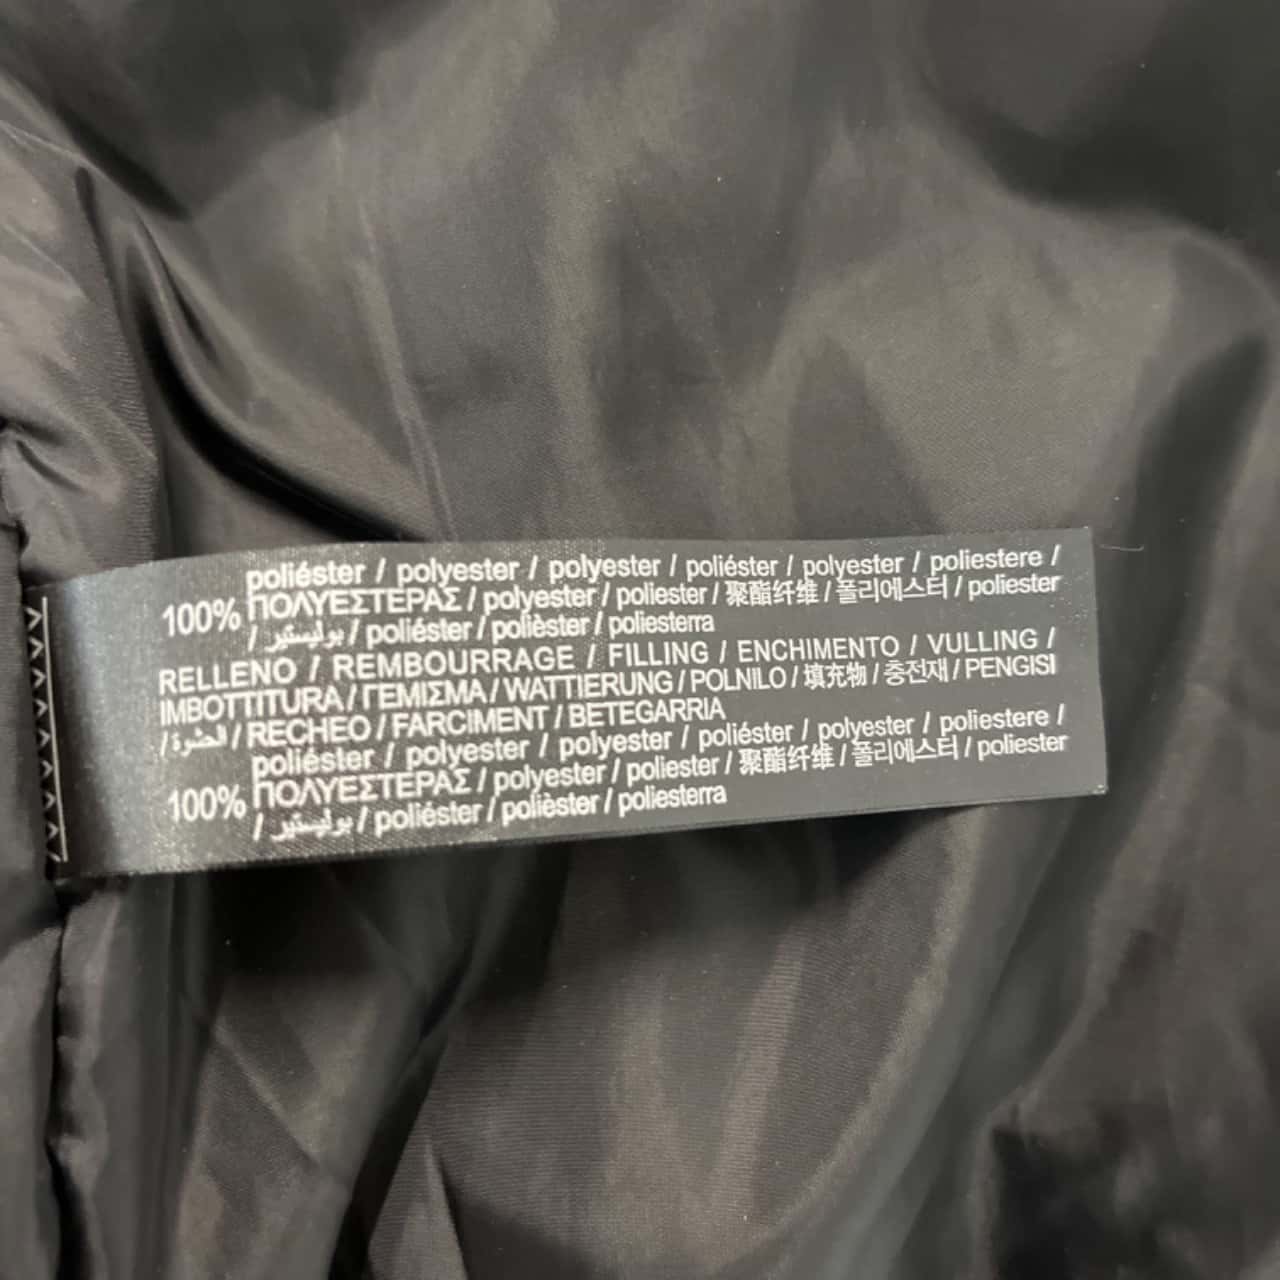 poliéster / polyester / polyester / poliéster / polyester / poliestere /
100% ΠΟΛΥΕΣΤΕΡΑΣ / polyester / poliester / 聚酯纤维 / 폴리에스터 / poliester
/ بوليستير / poliéster / polièster / poliesterra
RELLENO / REMBOURRAGE / FILLING / ENCHIMENTO / VULLING /
IMBOTTITURA / ΓΕΜΙΣΜΑ / WATTIERUNG / POLNILO / 填充物 / 충전재 / PENGISI
/ الحشوة / RECHEO / FARCIMENT / BETEGARRIA
poliéster / polyester / polyester / poliéster / polyester / poliestere /
100% ΠΟΛΥΕΣΤΕΡΑΣ / polyester / poliester / 聚酯纤维 / 폴리에스터 / poliester
/ بوليستير / poliéster / polièster / poliesterra